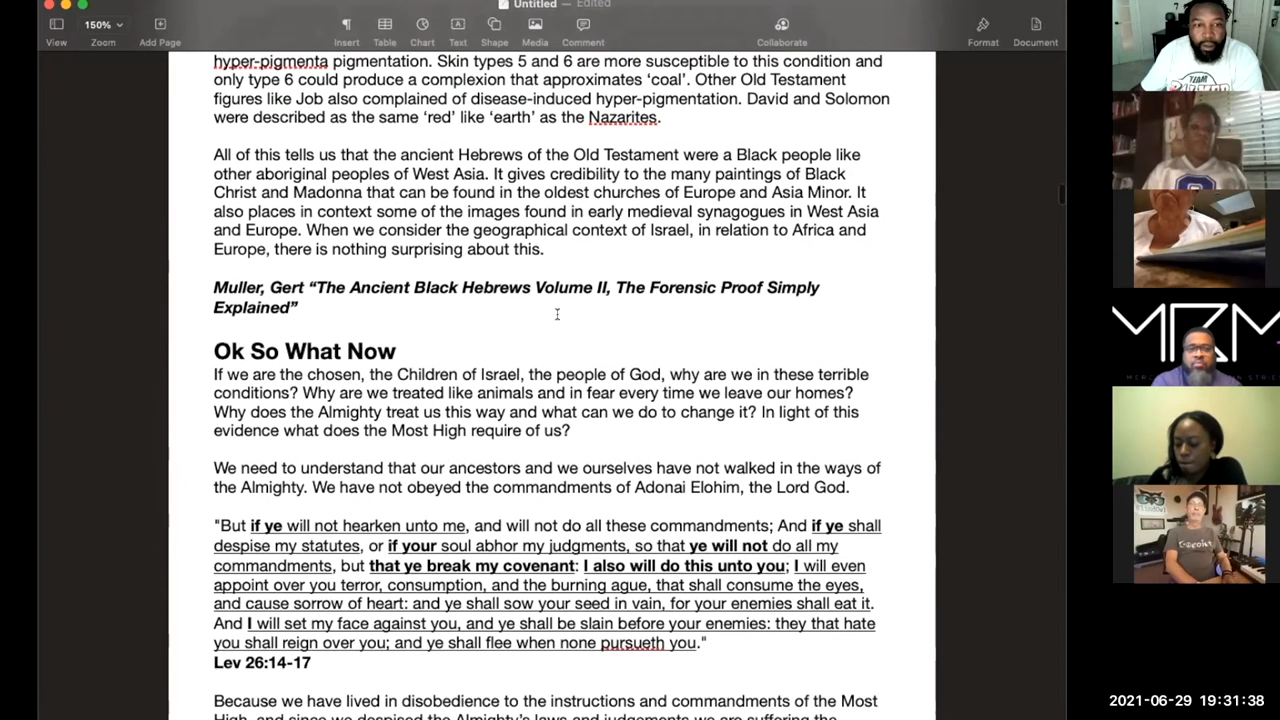 Untitled — Edited
150%
View
Zoom
Add Page
Insert
Table
Chart
Text
Shape
Media
Comment
Collaborate
Format
Document
hyper-pigmenta pigmentation. Skin types 5 and 6 are more susceptible to this condition and
only type 6 could produce a complexion that approximates ‘coal’. Other Old Testament
figures like Job also complained of disease-induced hyper-pigmentation. David and Solomon
were described as the same ‘red’ like ‘earth’ as the Nazarites.
All of this tells us that the ancient Hebrews of the Old Testament were a Black people like
other aboriginal peoples of West Asia. It gives credibility to the many paintings of Black
Christ and Madonna that can be found in the oldest churches of Europe and Asia Minor. It
also places in context some of the images found in early medieval synagogues in West Asia
and Europe. When we consider the geographical context of Israel, in relation to Africa and
Europe, there is nothing surprising about this.
Muller, Gert “The Ancient Black Hebrews Volume II, The Forensic Proof Simply
Explained”
Ok So What Now
If we are the chosen, the Children of Israel, the people of God, why are we in these terrible
conditions? Why are we treated like animals and in fear every time we leave our homes?
Why does the Almighty treat us this way and what can we do to change it? In light of this
evidence what does the Most High require of us?
We need to understand that our ancestors and we ourselves have not walked in the ways of
the Almighty. We have not obeyed the commandments of Adonai Elohim, the Lord God.
"But if ye will not hearken unto me, and will not do all these commandments; And if ye shall
despise my statutes, or if your soul abhor my judgments, so that ye will not do all my
commandments, but that ye break my covenant: I also will do this unto you; I will even
appoint over you terror, consumption, and the burning ague, that shall consume the eyes,
and cause sorrow of heart: and ye shall sow your seed in vain, for your enemies shall eat it.
And I will set my face against you, and ye shall be slain before your enemies: they that hate
you shall reign over you; and ye shall flee when none pursueth you."
Lev 26:14-17
Because we have lived in disobedience to the instructions and commandments of the Most
High, and since we despised the Almighty’s laws and judgements we are suffering the
TEAM
MRM
2021-06-29 19:31:38